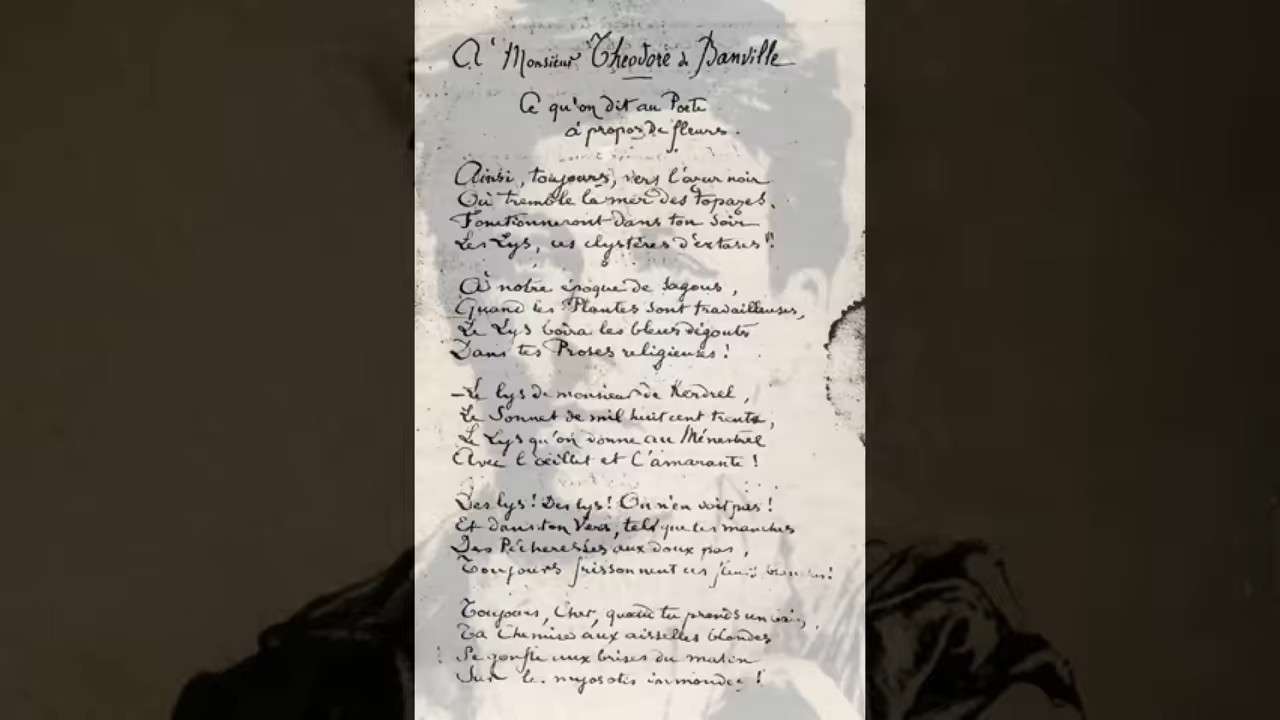 A' Monsieur Theodore de Banville
Ce qu'on dit au Poete
à propos de fleurs.
Ainsi, toujours, vers l'azur noir
Où tremble la mer des topazes,
Fonctionneront dans ton soir
Les Lys, ces clystères d'extases !
À notre époque de sagous,
Quand les Plantes sont travailleuses,
Le Lys boira les bleus dégoûts
Dans tes Proses religieuses !
– Le lys de monsieur de Kerdrel,
Le Sonnet de mil huit cent trente,
Le Lys qu'on donne au Ménestrel
Avec l'œillet et l'amarante !
Des lys ! Des lys ! On n'en voit pas !
Et dans ton Vers, tel que les manches
Des Pécheresses aux doux pas,
Toujours frissonnent ces fleurs blanches !
Toujours, Cher, quand tu prends un bain,
Ta Chemise aux aisselles blondes
Se gonfle aux brises du matin
Sur les myosotis immondes !